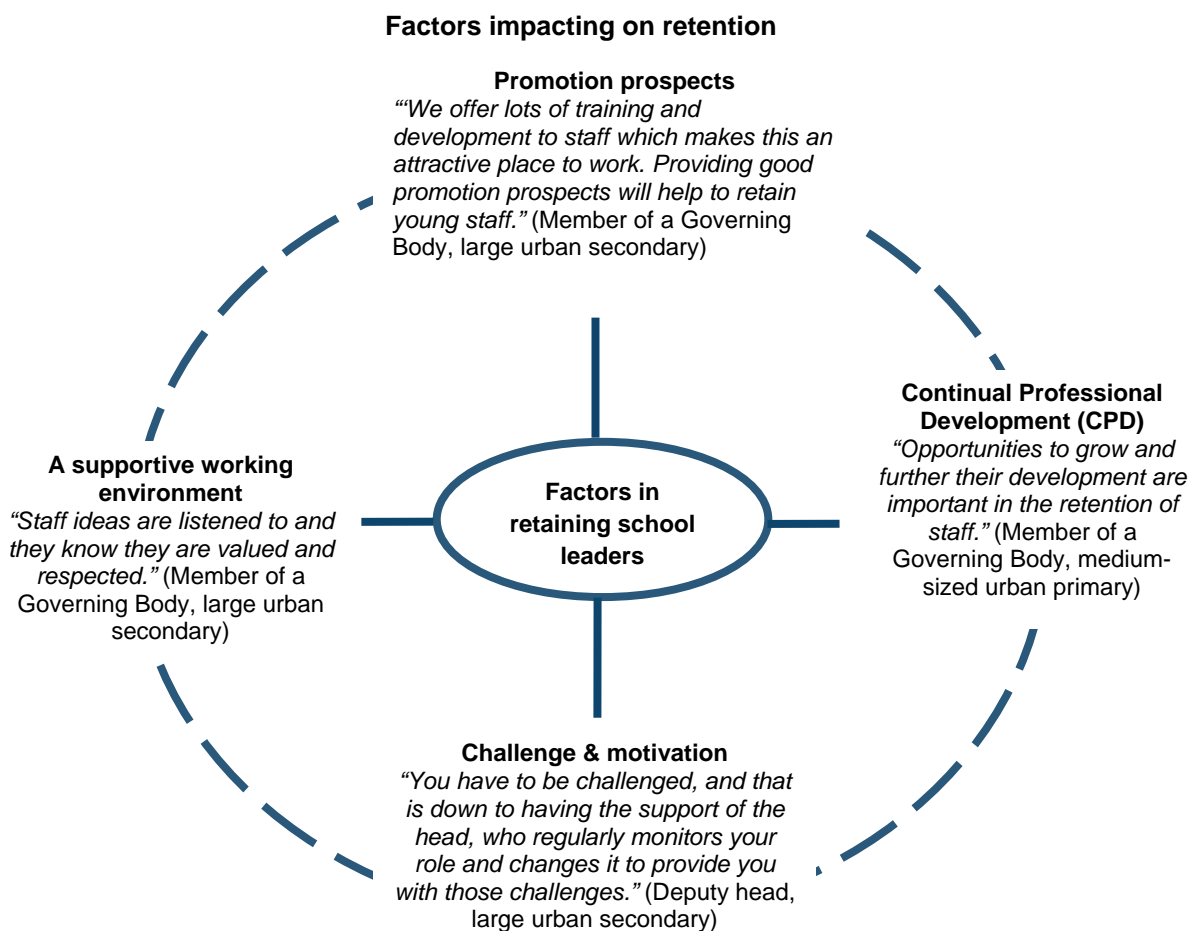 Factors impacting on retention
Promotion prospects
“‘We offer lots of training and
development to staff which makes this an
attractive place to work. Providing good
promotion prospects will help to retain
young staff.” (Member of a Governing
Body, large urban secondary)
Continual Professional
Development (CPD)
“Opportunities to grow and
further their development are
important in the retention of
staff.” (Member of a
Governing Body, medium-
sized urban primary)
A supportive working
environment
“Staff ideas are listened to and
they know they are valued and
respected.” (Member of a
Governing Body, large urban
secondary)
Factors in
retaining school
leaders
Challenge & motivation
“You have to be challenged, and that
is down to having the support of the
head, who regularly monitors your
role and changes it to provide you
with those challenges.” (Deputy head,
large urban secondary)